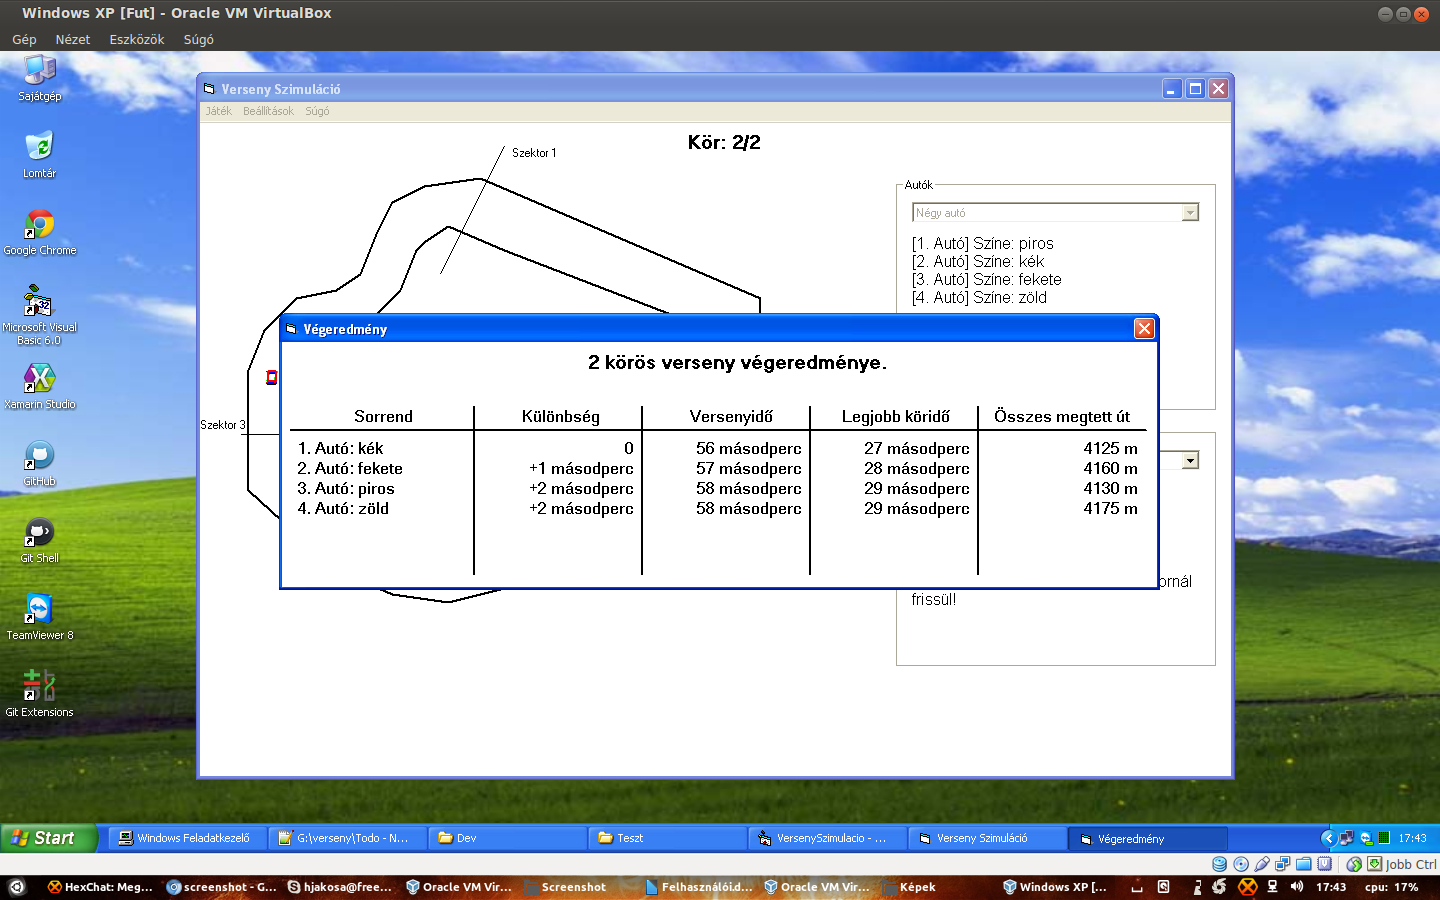 Windows XP [Fut] - Oracle VM VirtualBox
Gép Nézet Eszközök Súgó
Sajátgép
Lomtár
Google Chrome
Microsoft Visual
Basic 6.0
Xamarin Studio
GitHub
Git Shell
TeamViewer 8
Git Extensions
Verseny Szimuláció
Játék Beállítások Súgó
Kör: 2/2
Szektor 1
Szektor 3
Autók
Négy autó
[1. Autó] Színe: piros
[2. Autó] Színe: kék
[3. Autó] Színe: fekete
[4. Autó] Színe: zöld
Végeredmény
2 körös verseny végeredménye.
Sorrend Különbség Versenyidő Legjobb köridő Összes megtett út
1. Autó: kék 0 56 másodperc 27 másodperc 4125 m
2. Autó: fekete +1 másodperc 57 másodperc 28 másodperc 4160 m
3. Autó: piros +2 másodperc 58 másodperc 29 másodperc 4130 m
4. Autó: zöld +2 másodperc 58 másodperc 29 másodperc 4175 m
ornál
frissül!
Start Windows Feladatkezelő G:\verseny\Todo - N... Dev Teszt VersenySzimulacio - ... Verseny Szimuláció Végeredmény 17:43
Jobb Ctrl
HexChat: Meg... screenshot - G... hjakosa@free... Oracle VM Vir... Screenshot Felhasználói.d... Oracle VM Vir... Képek Windows XP [... 17:43 cpu: 17%